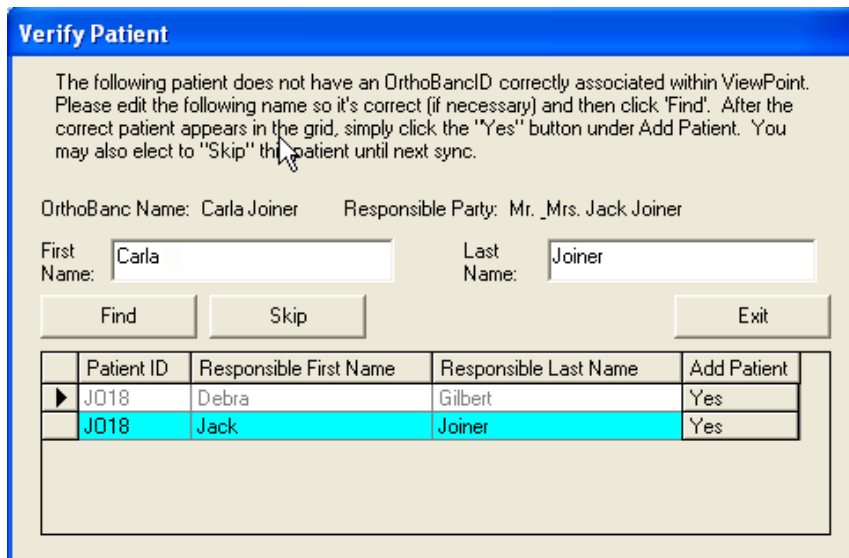 Verify Patient
The following patient does not have an OrthoBancID correctly associated within ViewPoint.
Please edit the following name so it's correct (if necessary) and then click 'Find'.  After the
correct patient appears in the grid, simply click the "Yes" button under Add Patient.  You
may also elect to "Skip" this patient until next sync.
OrthoBanc Name:  Carla Joiner    Responsible Party:  Mr. _Mrs. Jack Joiner
First Name: Carla    Last Name: Joiner
Find    Skip    Exit
Patient ID    Responsible First Name    Responsible Last Name    Add Patient
JO18    Debra    Gilbert    Yes
JO18    Jack    Joiner    Yes